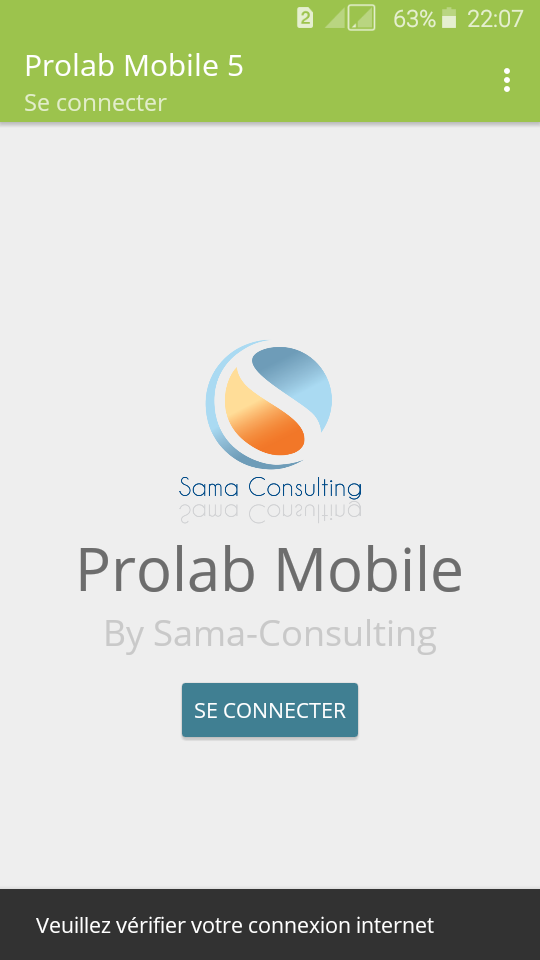 2 63% 22:07
Prolab Mobile 5
Se connecter
Sama Consulting
Prolab Mobile
By Sama-Consulting
SE CONNECTER
Veuillez vérifier votre connexion internet